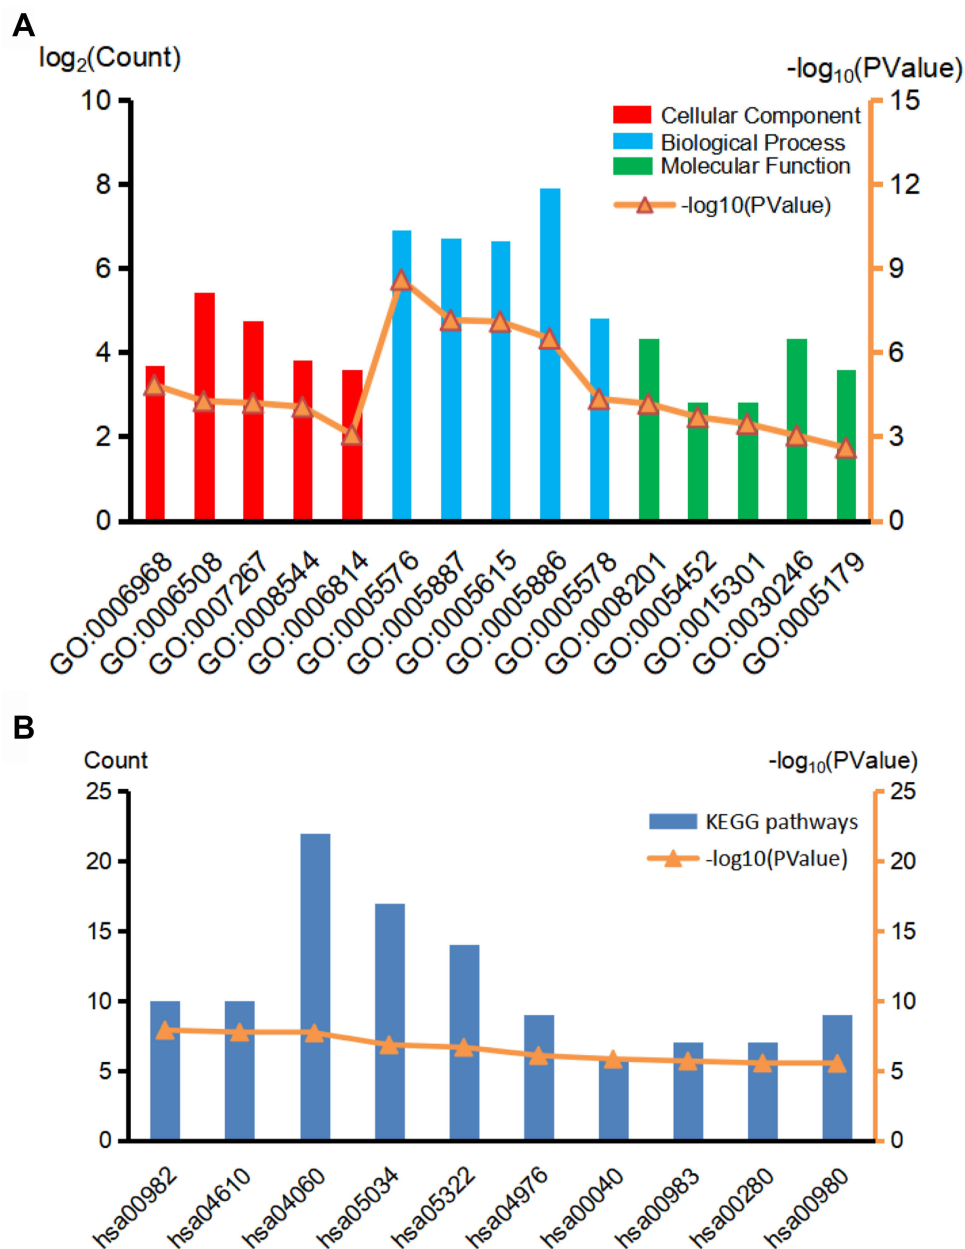 A
log₂(Count)
-log₁₀(PValue)
10
8
6
4
2
0
15
12
9
6
3
0
Cellular Component
Biological Process
Molecular Function
-log10(PValue)
GO:0006968
GO:0006508
GO:0007267
GO:0008544
GO:0006814
GO:0005576
GO:0005887
GO:0005615
GO:0005886
GO:0005578
GO:0008201
GO:0005452
GO:0015301
GO:0030246
GO:0005179
B
Count
-log₁₀(PValue)
25
20
15
10
5
0
25
20
15
10
5
0
KEGG pathways
-log10(PValue)
hsa00982
hsa04610
hsa04060
hsa05034
hsa05322
hsa04976
hsa00040
hsa00983
hsa00280
hsa00980